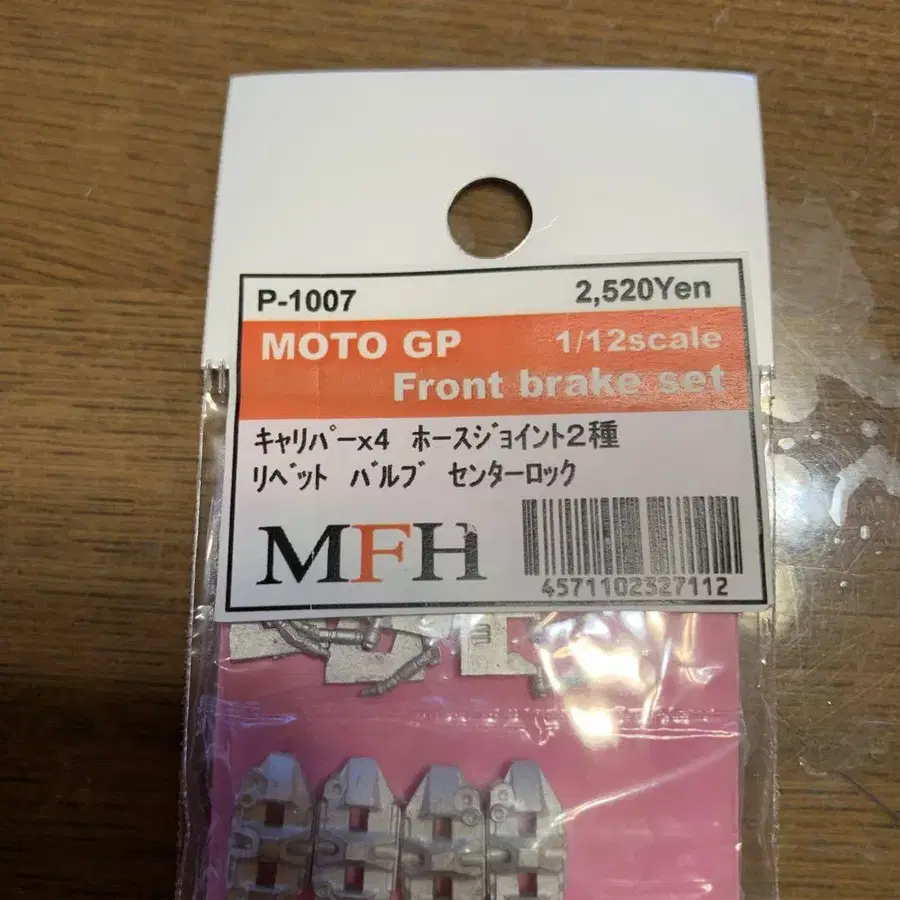 P-1007 2,520Yen
MOTO GP 1/12scale
Front brake set
ｷｬﾘﾊﾟｰx4 ﾎｰｽｼﾞｮｲﾝﾄ2種
ﾘﾍﾞｯﾄ ﾊﾞﾙﾌﾞ ｾﾝﾀｰﾛｯｸ
MFH
4571102327112